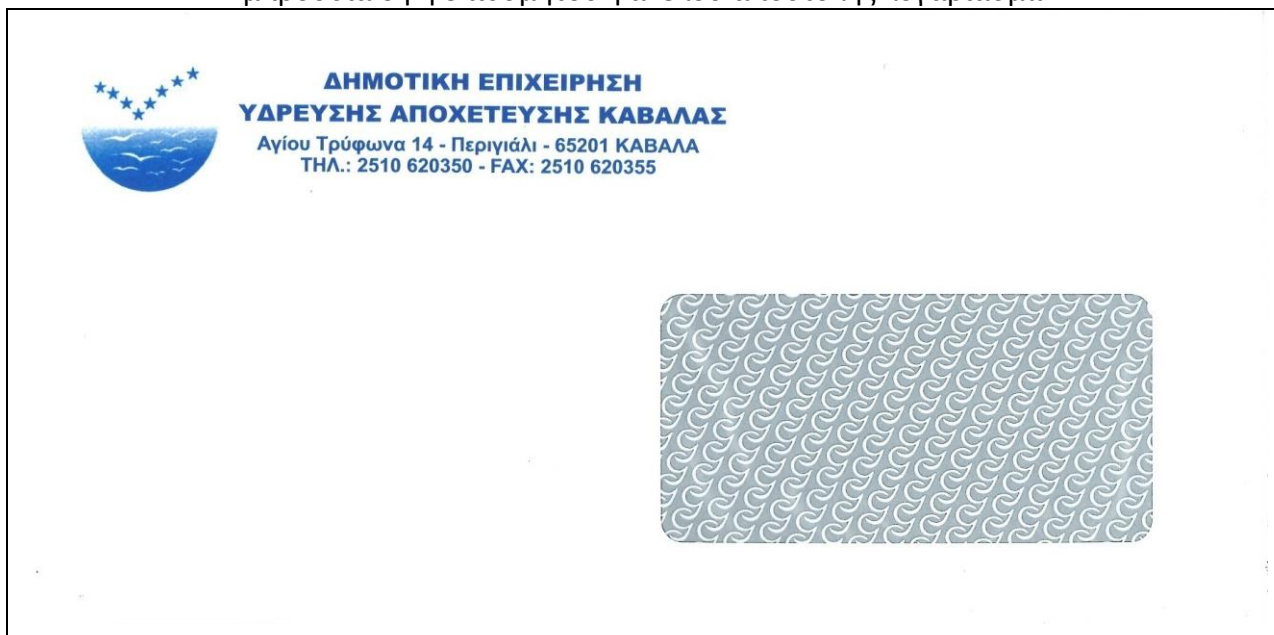 ΔΗΜΟΤΙΚΗ ΕΠΙΧΕΙΡΗΣΗ
ΥΔΡΕΥΣΗΣ ΑΠΟΧΕΤΕΥΣΗΣ ΚΑΒΑΛΑΣ
Αγίου Τρύφωνα 14 - Περιγιάλι - 65201 ΚΑΒΑΛΑ
ΤΗΛ.: 2510 620350 - FAX: 2510 620355